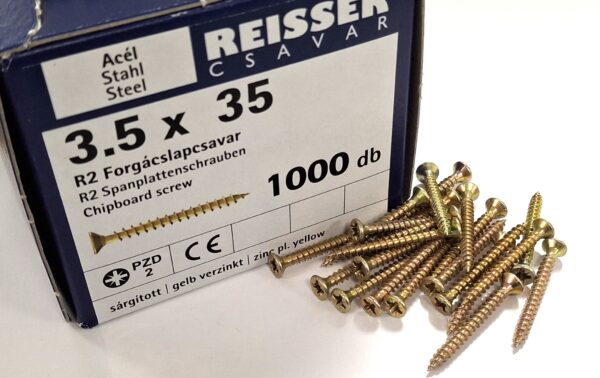 REISSER
CSAVAR
Acél
Stahl
Steel
3.5 x 35
R2 Forgácslapcsavar
R2 Spanplattenschrauben
Chipboard screw
1000 db
PZD
2
CE
sárgított | gelb verzinkt | zinc pl. yellow